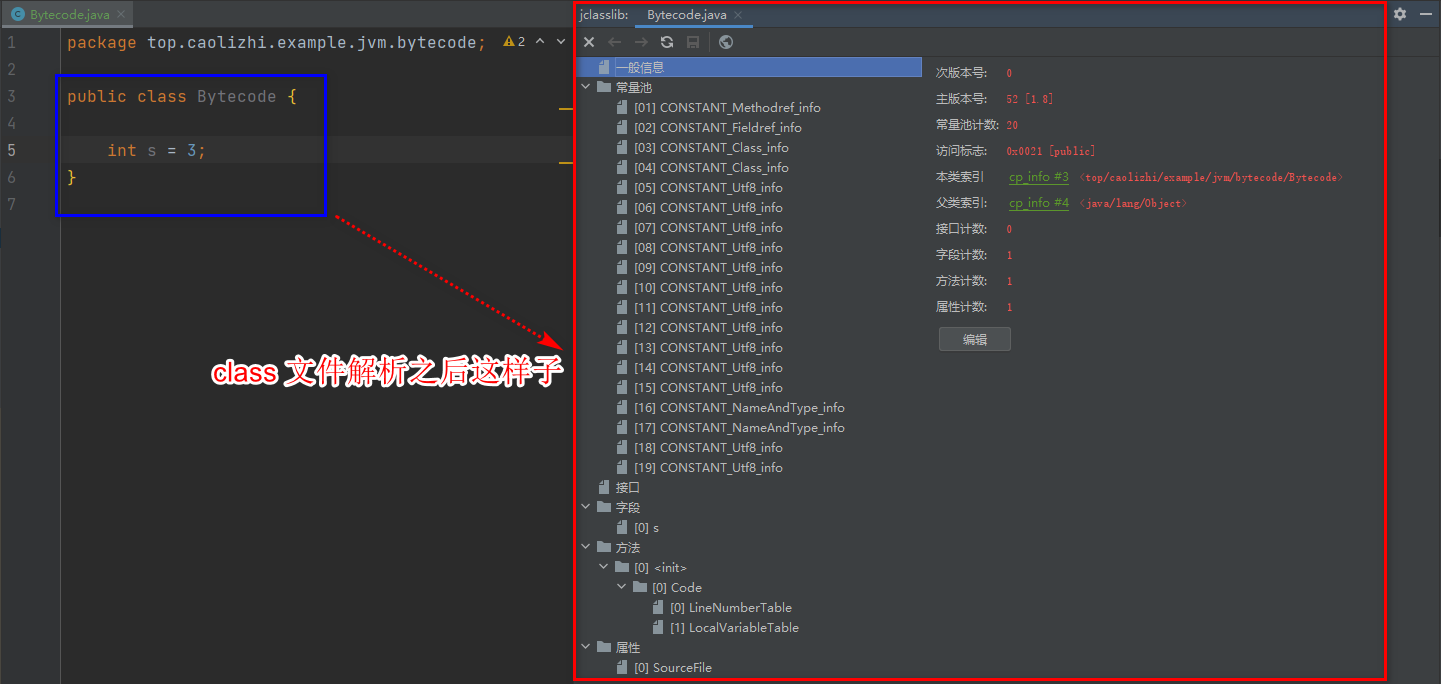 Bytecode.java
1 package top.caolizhi.example.jvm.bytecode; 2
2
3 public class Bytecode {
4
5 int s = 3;
6 }
7
class 文件解析之后这样子
jclasslib: Bytecode.java
一般信息
常量池
[01] CONSTANT_Methodref_info
[02] CONSTANT_Fieldref_info
[03] CONSTANT_Class_info
[04] CONSTANT_Class_info
[05] CONSTANT_Utf8_info
[06] CONSTANT_Utf8_info
[07] CONSTANT_Utf8_info
[08] CONSTANT_Utf8_info
[09] CONSTANT_Utf8_info
[10] CONSTANT_Utf8_info
[11] CONSTANT_Utf8_info
[12] CONSTANT_Utf8_info
[13] CONSTANT_Utf8_info
[14] CONSTANT_Utf8_info
[15] CONSTANT_Utf8_info
[16] CONSTANT_NameAndType_info
[17] CONSTANT_NameAndType_info
[18] CONSTANT_Utf8_info
[19] CONSTANT_Utf8_info
接口
字段
[0] s
方法
[0] <init>
[0] Code
[0] LineNumberTable
[1] LocalVariableTable
属性
[0] SourceFile
次版本号: 0
主版本号: 52 [1.8]
常量池计数: 20
访问标志: 0x0021 [public]
本类索引 cp_info #3 <top/caolizhi/example/jvm/bytecode/Bytecode>
父类索引: cp_info #4 <java/lang/Object>
接口计数: 0
字段计数: 1
方法计数: 1
属性计数: 1
编辑